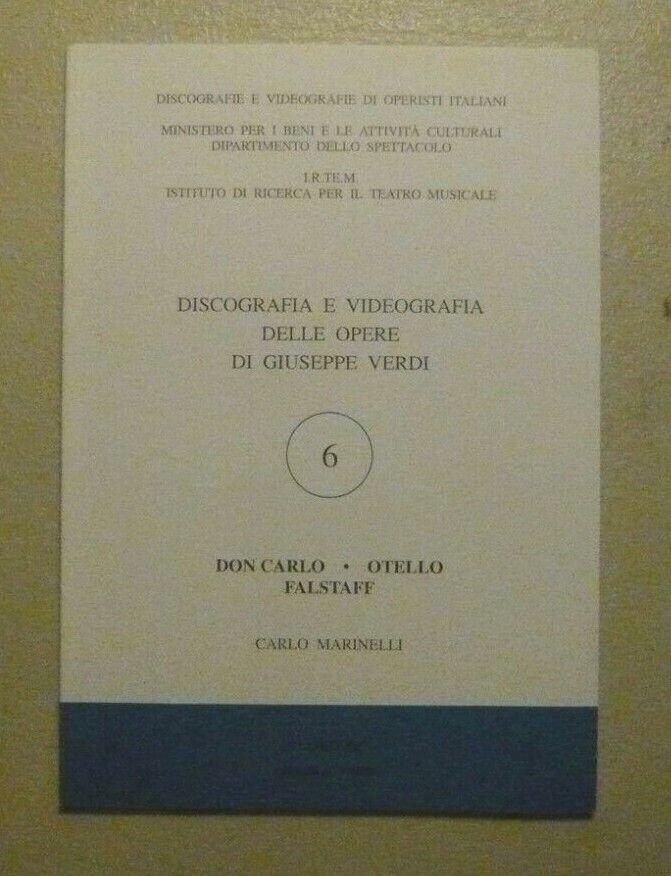 DISCOGRAFIE E VIDEOGRAFIE DI OPERISTI ITALIANI
MINISTERO PER I BENI E LE ATTIVITÀ CULTURALI
DIPARTIMENTO DELLO SPETTACOLO
I.R.TE.M.
ISTITUTO DI RICERCA PER IL TEATRO MUSICALE
DISCOGRAFIA E VIDEOGRAFIA
DELLE OPERE
DI GIUSEPPE VERDI
6
DON CARLO • OTELLO
FALSTAFF
CARLO MARINELLI